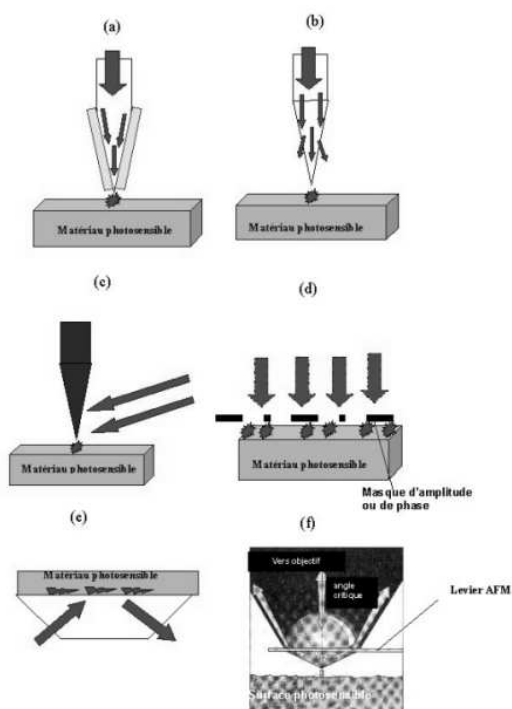 (a)
(b)
Matériau photosensible
Matériau photosensible
(c)
(d)
Matériau photosensible
Matériau photosensible
Masque d'amplitude
ou de phase
(e)
(f)
Matériau photosensible
Vers objectif
angle
critique
Levier AFM
Surface photosensible